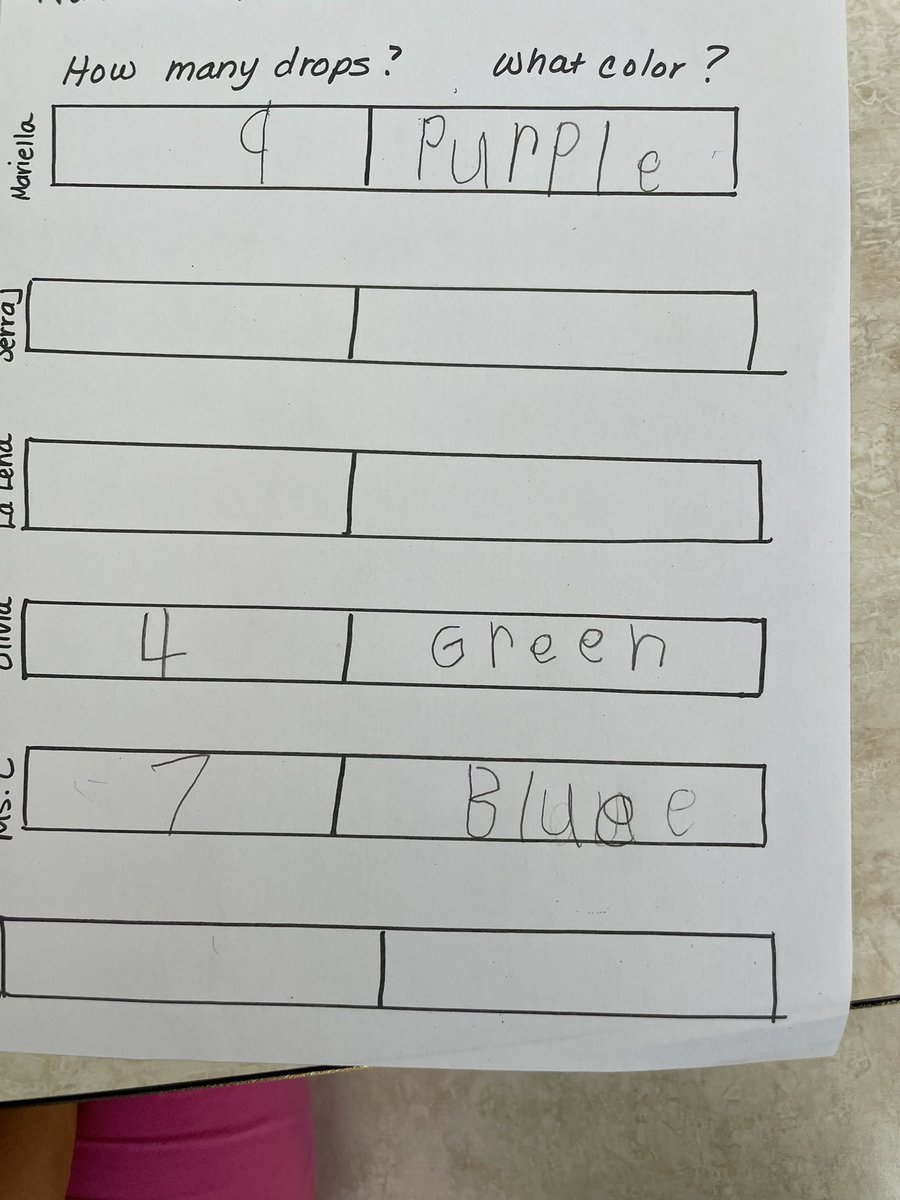 How many drops? what color?
Mariella 9 Purple
Serraj
La Lena
Olivia 4 Green
Ms. C 7 Blue